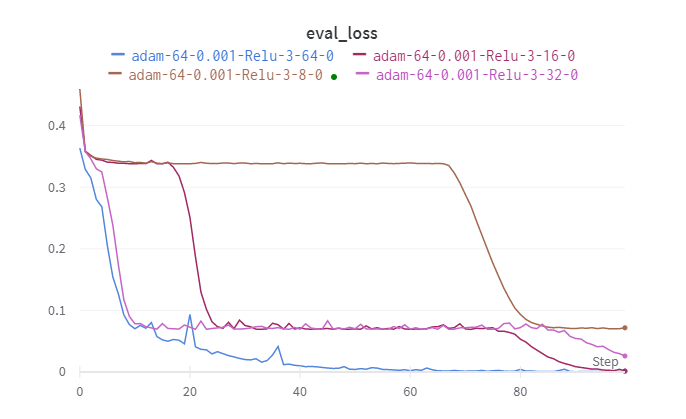 eval_loss
adam-64-0.001-Relu-3-64-0 adam-64-0.001-Relu-3-16-0
adam-64-0.001-Relu-3-8-0 adam-64-0.001-Relu-3-32-0
0.4
0.3
0.2
0.1
Step
0
0 20 40 60 80